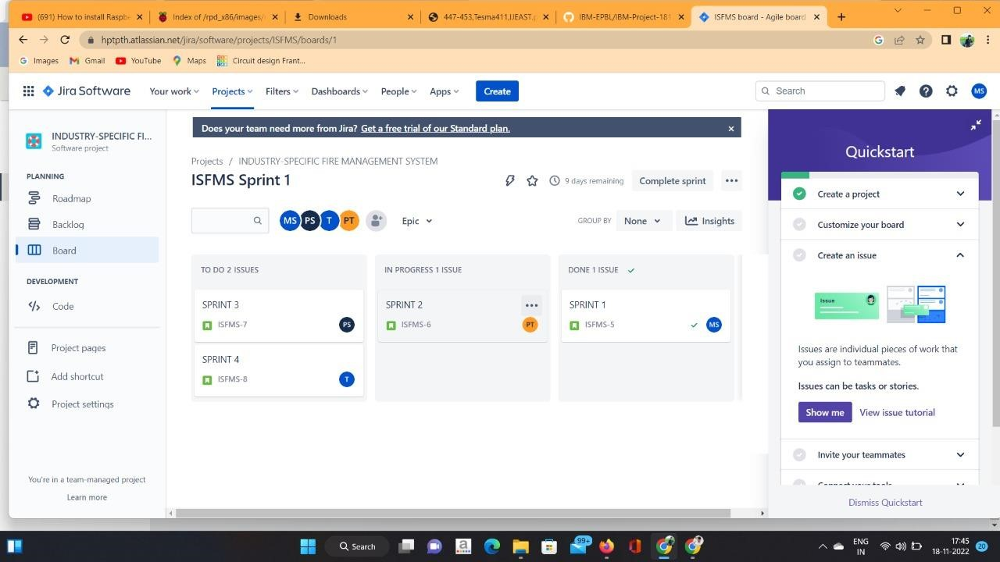 (691) How to install Raspbe
Index of /rpd_x86/images/
Downloads
447-453,Tesma411,IJEAST.p
IBM-EPBL/IBM-Project-181
ISFMS board - Agile board
hptpth.atlassian.net/jira/software/projects/ISFMS/boards/1
Images
Gmail
YouTube
Maps
Circuit design Frant...
Jira Software
Your work
Projects
Filters
Dashboards
People
Apps
Create
Search
MS
INDUSTRY-SPECIFIC FI...
Software project
PLANNING
Roadmap
Backlog
Board
DEVELOPMENT
Code
Project pages
Add shortcut
Project settings
You're in a team-managed project
Learn more
Does your team need more from Jira? Get a free trial of our Standard plan.
Projects / INDUSTRY-SPECIFIC FIRE MANAGEMENT SYSTEM
ISFMS Sprint 1
9 days remaining
Complete sprint
MS PS T PT
Epic
GROUP BY
None
Insights
TO DO 2 ISSUES
SPRINT 3
ISFMS-7
PS
SPRINT 4
ISFMS-8
T
IN PROGRESS 1 ISSUE
SPRINT 2
ISFMS-6
PT
DONE 1 ISSUE
SPRINT 1
ISFMS-5
MS
Quickstart
Create a project
Customize your board
Create an issue
Issue
Issues are individual pieces of work that
you assign to teammates.
Issues can be tasks or stories.
Show me
View issue tutorial
Invite your teammates
Connect your tools
Dismiss Quickstart
Search
99+
ENG
IN
17:45
18-11-2022
20